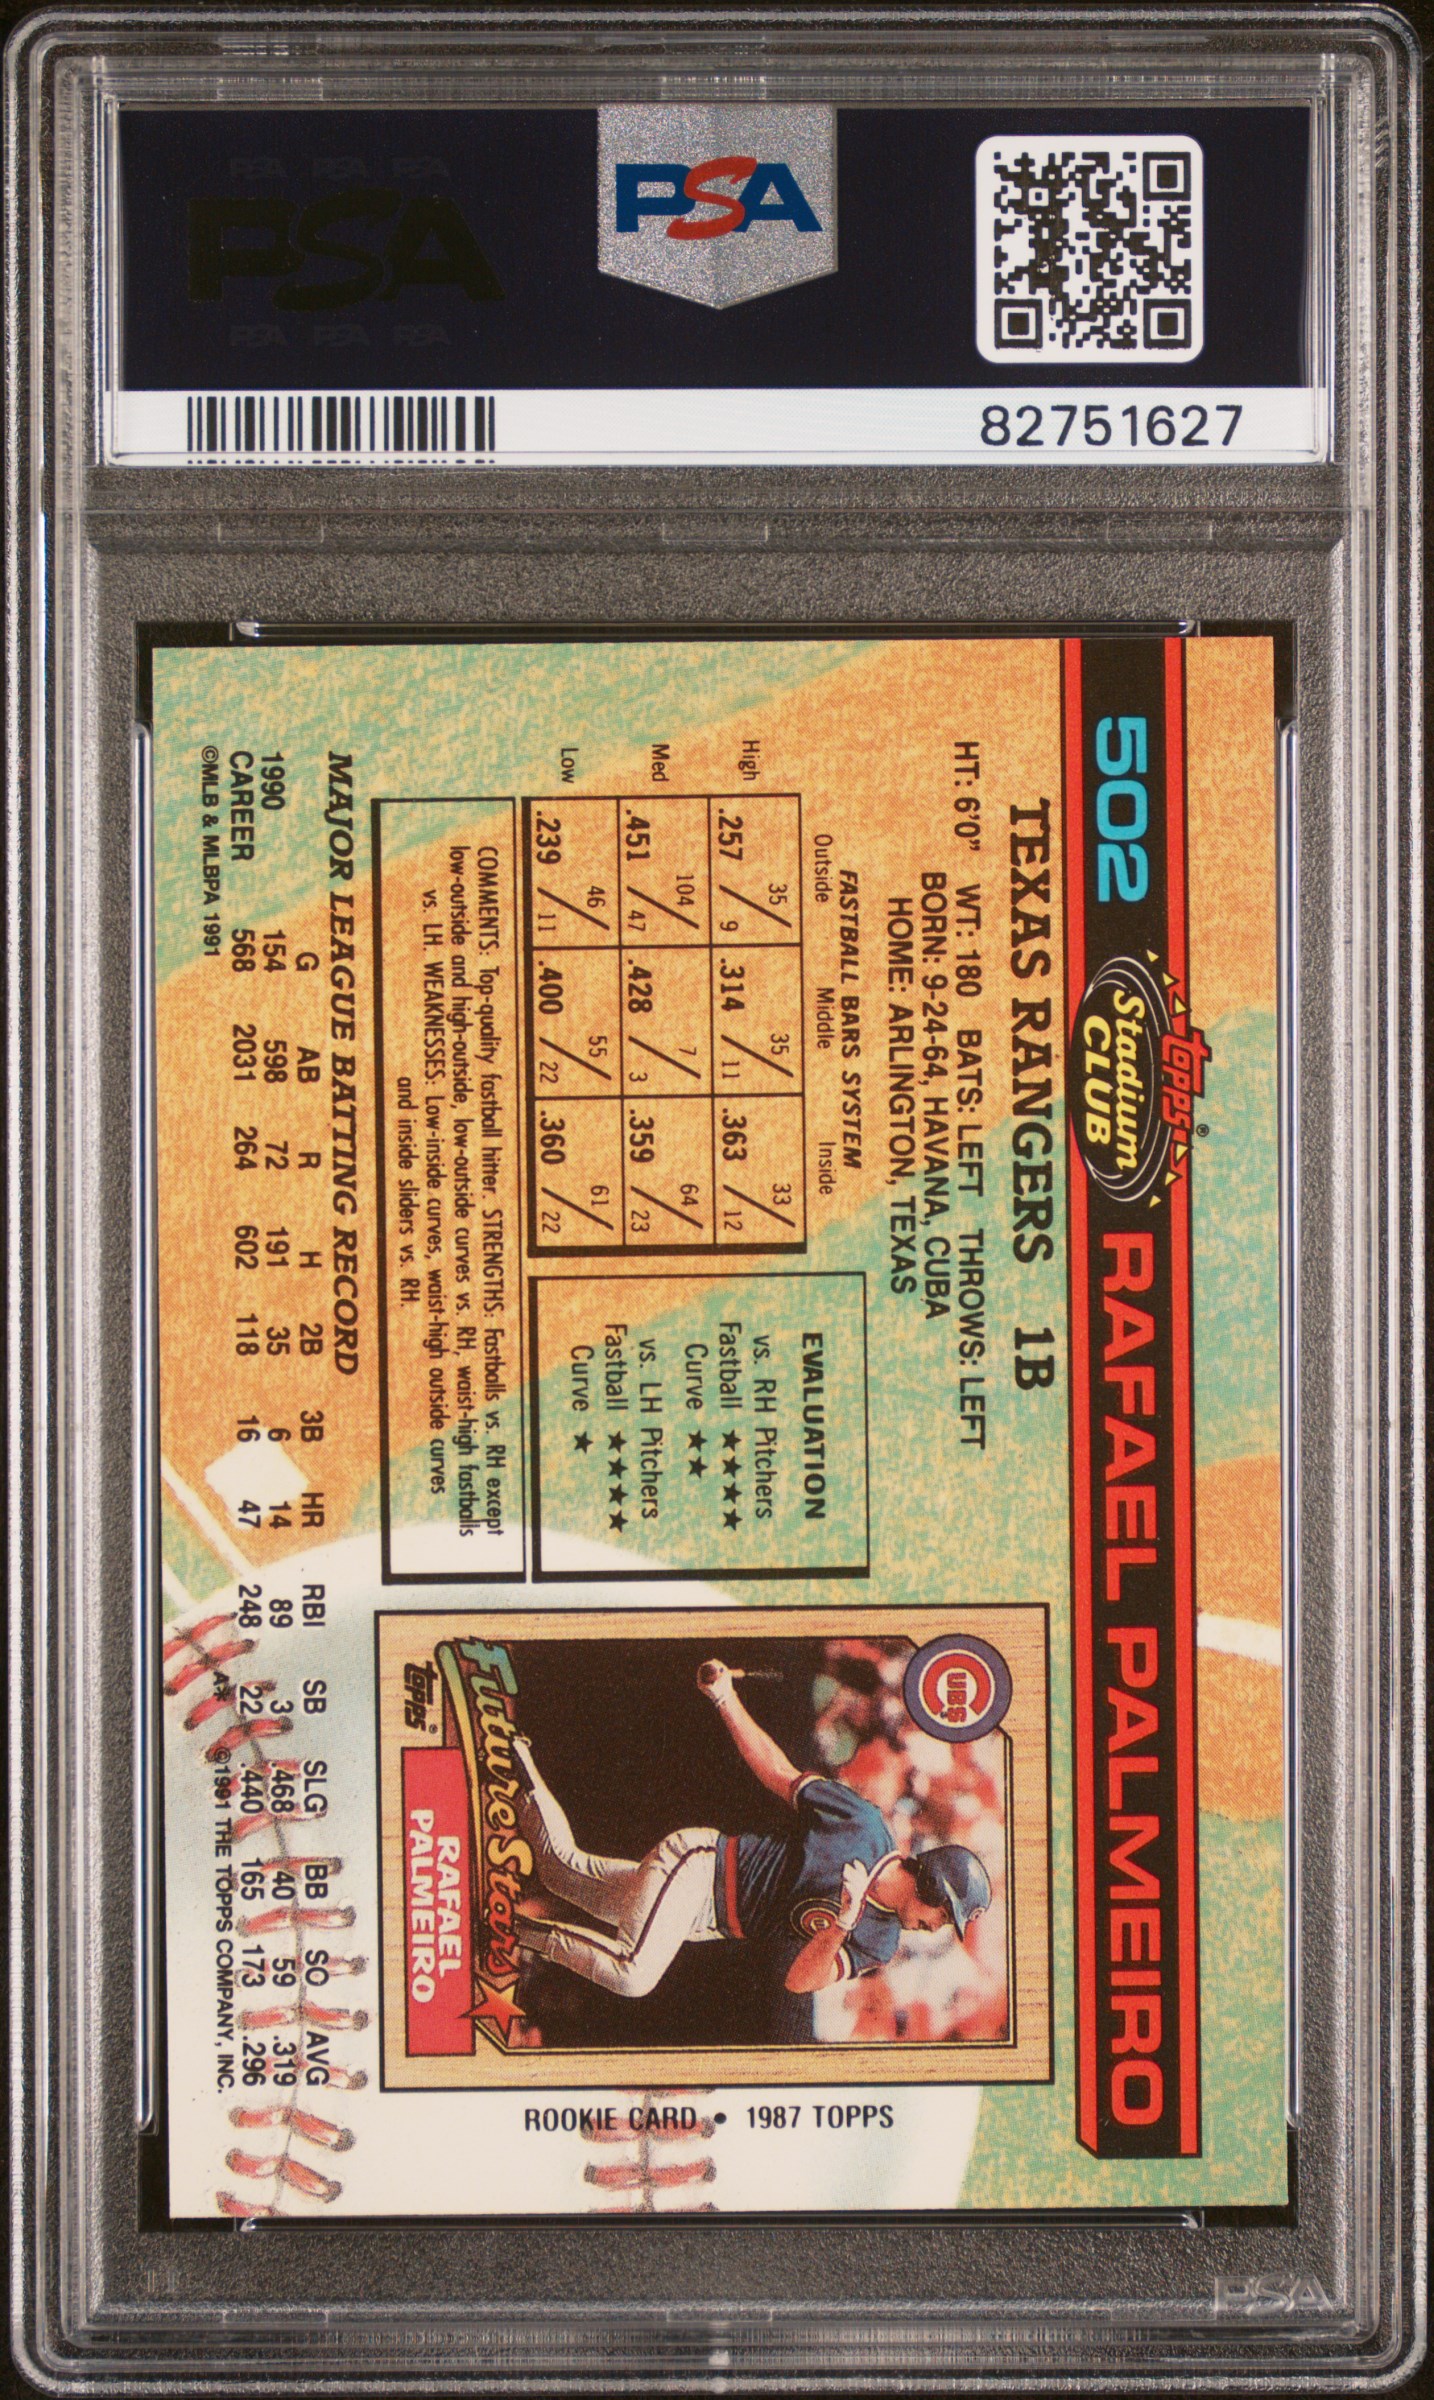 PSA PSA PSA
PSA
PSA PSA PSA
PSA
82751627
502 Topps® Stadium CLUB RAFAEL PALMEIRO
TEXAS RANGERS 1B
HT: 6'0" WT: 180 BATS: LEFT THROWS: LEFT
BORN: 9-24-64, HAVANA, CUBA
HOME: ARLINGTON, TEXAS
FASTBALL BARS SYSTEM
Outside Middle Inside
High .257 35/9 .314 35/11 .363 33/12
Med .451 104/47 .428 7/3 .359 64/23
Low .239 46/11 .400 55/22 .360 61/22
EVALUATION
vs. RH Pitchers
Fastball ★★★★
Curve ★★
vs. LH Pitchers
Fastball ★★★★
Curve ★
COMMENTS: Top-quality fastball hitter. STRENGTHS: Fastballs vs. RH except
low-outside and high-outside, low-outside curves vs. RH, waist-high fastballs
vs. LH. WEAKNESSES: Low-inside curves, waist-high outside curves
and inside sliders vs. RH.
CUBS
Future Stars
Topps®
RAFAEL
PALMEIRO
ROOKIE CARD • 1987 TOPPS
MAJOR LEAGUE BATTING RECORD
G AB R H 2B 3B HR RBI SB SLG BB SO AVG
1990 154 598 72 191 35 6 14 89 3 .468 40 59 .319
CAREER 568 2031 264 602 118 16 47 248 22 .440 165 173 .296
©MLB & MLBPA 1991 A* ©1991 THE TOPPS COMPANY, INC.
PSA